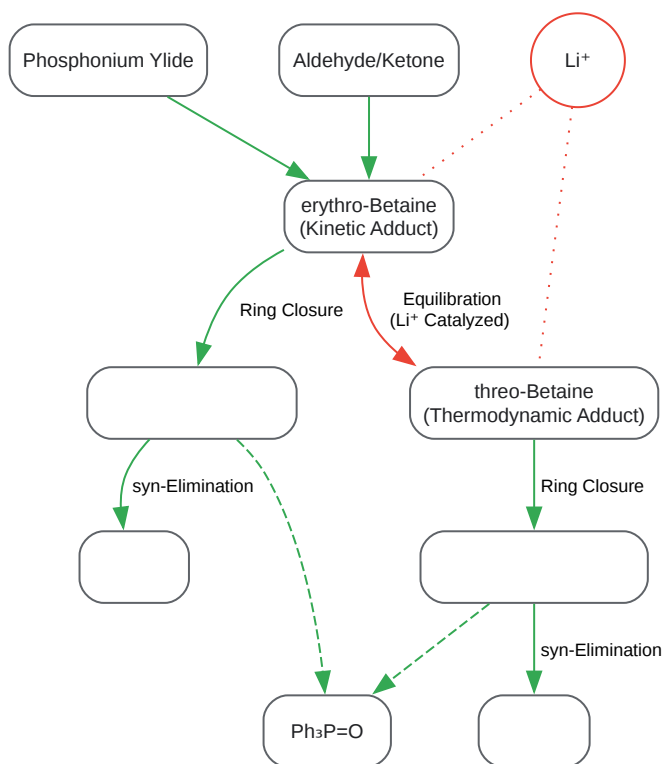 Phosphonium Ylide
Aldehyde/Ketone
Li⁺
erythro-Betaine
(Kinetic Adduct)
Ring Closure
Equilibration
(Li⁺ Catalyzed)
threo-Betaine
(Thermodynamic Adduct)
syn-Elimination
Ring Closure
syn-Elimination
Ph₃P=O